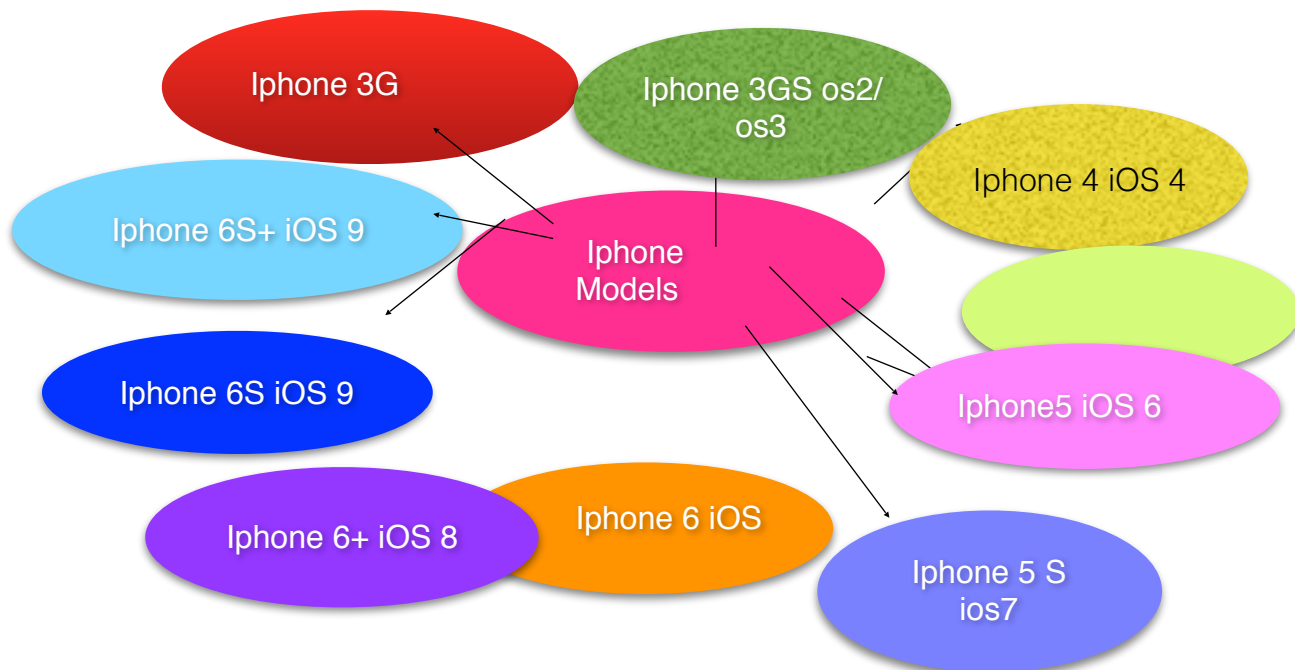 Iphone 3G
Iphone 3GS os2/
os3
Iphone 4 iOS 4
Iphone 6S+ iOS 9
Iphone
Models
Iphone 6S iOS 9
Iphone5 iOS 6
Iphone 6+ iOS 8
Iphone 6 iOS
Iphone 5 S
ios7